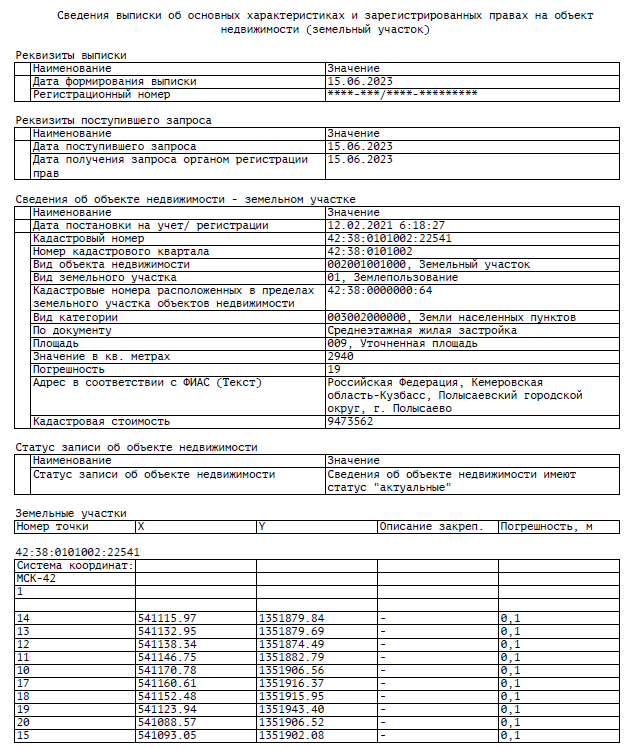 Сведения выписки об основных характеристиках и зарегистрированных правах на объект
недвижимости (земельный участок)
Реквизиты выписки
Наименование Значение
Дата формирования выписки 15.06.2023
Регистрационный номер ****-***/****-*********
Реквизиты поступившего запроса
Наименование Значение
Дата поступившего запроса 15.06.2023
Дата получения запроса органом регистрации 15.06.2023
прав
Сведения об объекте недвижимости - земельном участке
Наименование Значение
Дата постановки на учет/ регистрации 12.02.2021 6:18:27
Кадастровый номер 42:38:0101002:22541
Номер кадастрового квартала 42:38:0101002
Вид объекта недвижимости 002001001000, Земельный участок
Вид земельного участка 01, Землепользование
Кадастровые номера расположенных в пределах 42:38:0000000:64
земельного участка объектов недвижимости
Вид категории 003002000000, Земли населенных пунктов
По документу Среднеэтажная жилая застройка
Площадь 009, Уточненная площадь
Значение в кв. метрах 2940
Погрешность 19
Адрес в соответствии с ФИАС (Текст) Российская Федерация, Кемеровская
область-Кузбасс, Полысаевский городской
округ, г. Полысаево
Кадастровая стоимость 9473562
Статус записи об объекте недвижимости
Наименование Значение
Статус записи об объекте недвижимости Сведения об объекте недвижимости имеют
статус "актуальные"
Земельные участки
Номер точки X Y Описание закреп. Погрешность, м
42:38:0101002:22541
Система координат:
МСК-42
1
14 541115.97 1351879.84 - 0,1
13 541132.95 1351879.69 - 0,1
12 541138.34 1351874.49 - 0,1
11 541146.75 1351882.79 - 0,1
10 541170.78 1351906.56 - 0,1
17 541160.61 1351916.37 - 0,1
18 541152.48 1351915.95 - 0,1
19 541123.94 1351943.40 - 0,1
20 541088.57 1351906.52 - 0,1
15 541093.05 1351902.08 - 0,1